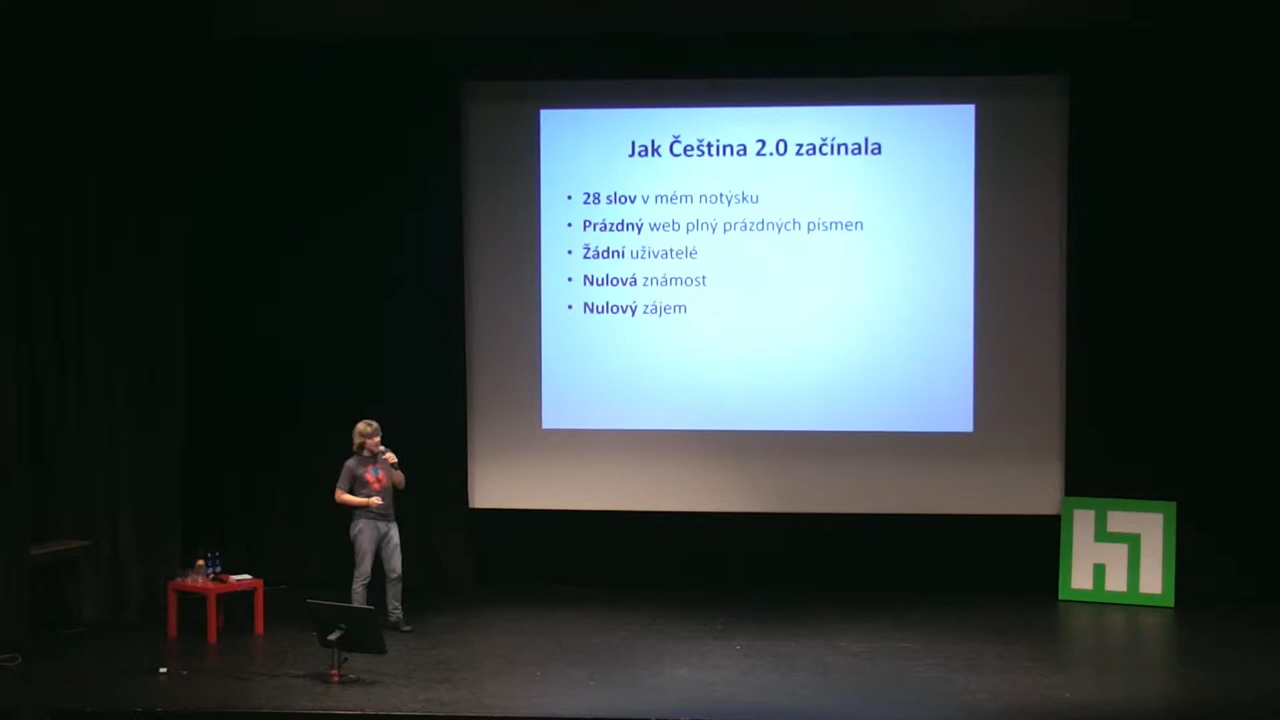 Jak Čeština 2.0 začínala
• 28 slov v mém notýsku
• Prázdný web plný prázdných písmen
• Žádní uživatelé
• Nulová známost
• Nulový zájem